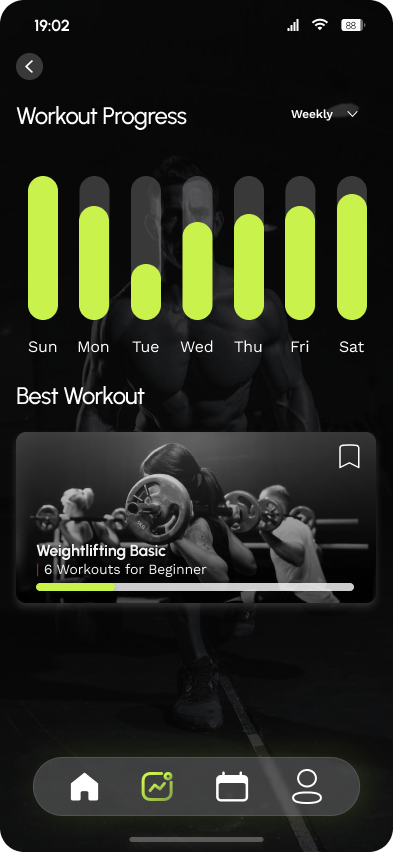 19:02
88
Workout Progress
Weekly
Sun Mon Tue Wed Thu Fri Sat
Best Workout
Weightlifting Basic
6 Workouts for Beginner